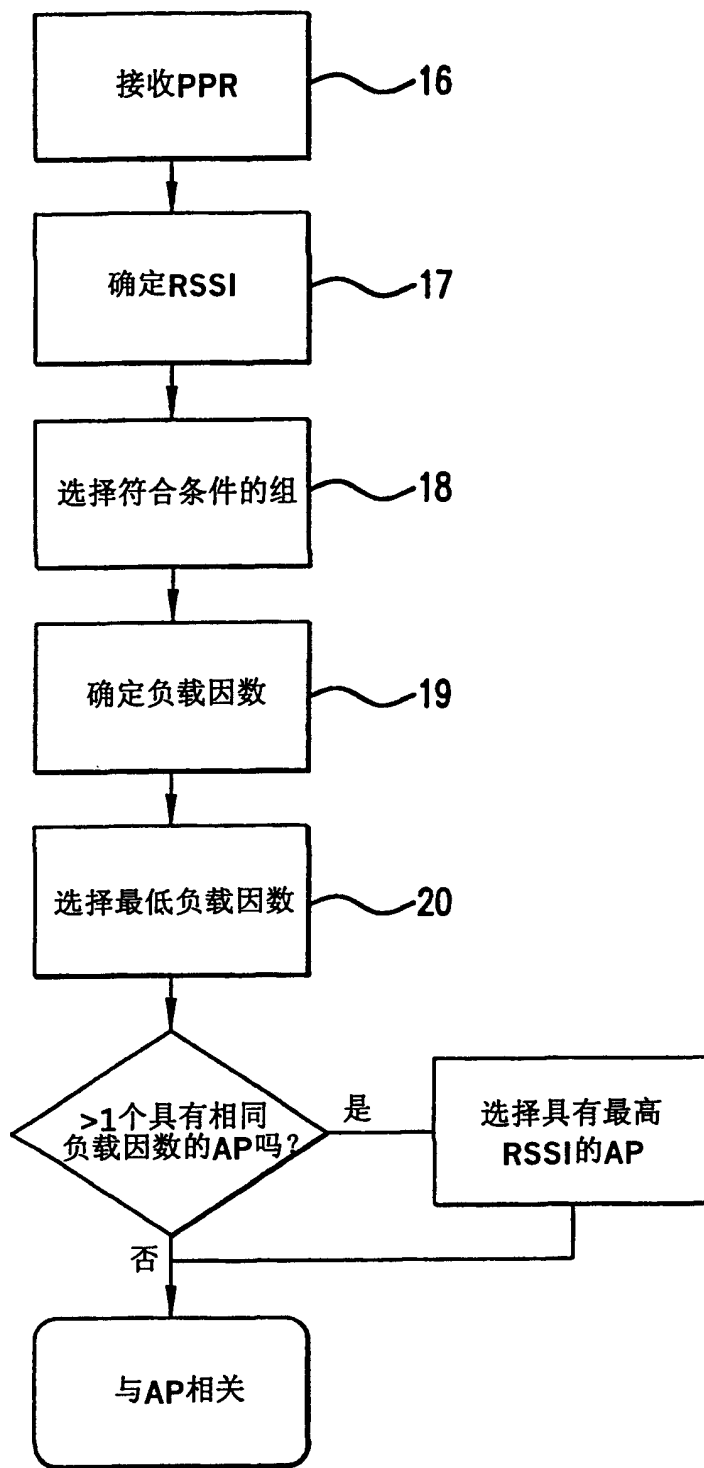 接收PPR
16
确定RSSI
17
选择符合条件的组
18
确定负载因数
19
选择最低负载因数
20
>1个具有相同
负载因数的AP吗?
是
选择具有最高
RSSI的AP
否
与AP相关